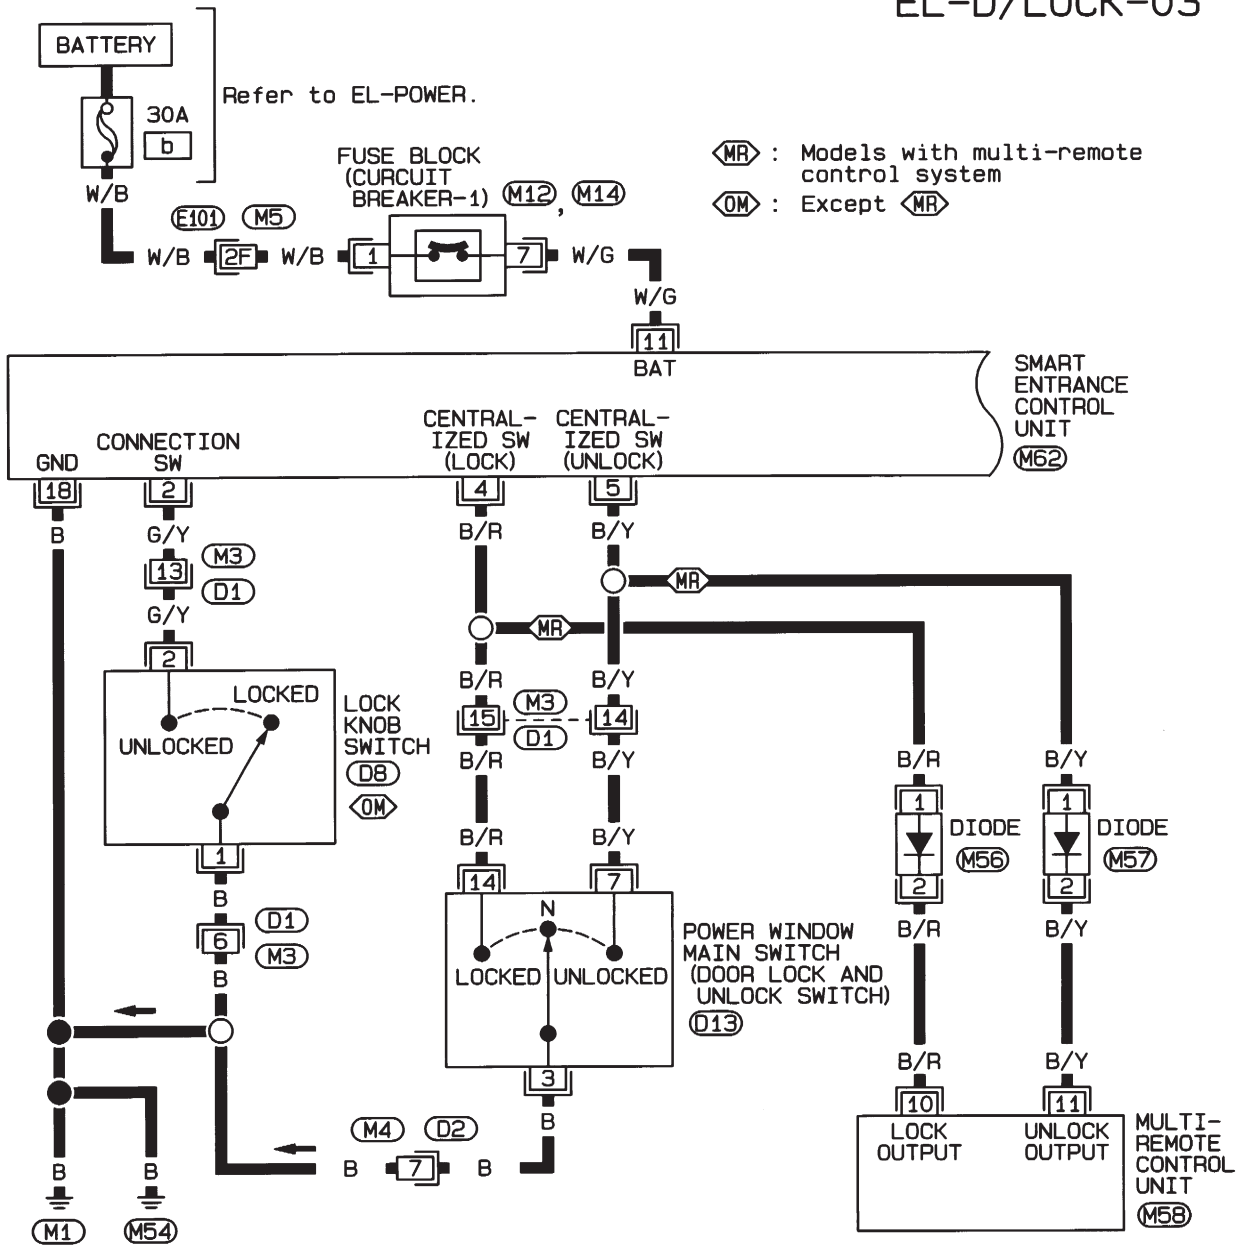 EL-D/LOCK-03
BATTERY
Refer to EL-POWER.
30A
b
W/B
FUSE BLOCK
(CURCUIT
BREAKER-1)
M12 , M14
MR : Models with multi-remote
control system
OM : Except MR
E101 M5
W/B 2F W/B 1 7 W/G
W/G
11
BAT
SMART
ENTRANCE
CONTROL
UNIT
M62
GND
CONNECTION
SW
CENTRAL-
IZED SW
(LOCK)
CENTRAL-
IZED SW
(UNLOCK)
18 2 4 5
B G/Y B/R B/Y
13
M3
D1
G/Y
2
MR
MR
LOCKED
UNLOCKED
LOCK
KNOB
SWITCH
D8
OM
1
B
6
D1
M3
B
B/R B/Y
15 M3 14
D1
B/R B/Y
B/R B/Y
14 7
N
LOCKED UNLOCKED
POWER WINDOW
MAIN SWITCH
(DOOR LOCK AND
UNLOCK SWITCH)
D13
3
B
B/R B/Y
1 1
DIODE
M56
DIODE
M57
2 2
B/R B/Y
B/R B/Y
10 11
LOCK
OUTPUT
UNLOCK
OUTPUT
MULTI-
REMOTE
CONTROL
UNIT
M58
M4 D2
B 7 B
B B
M1 M54